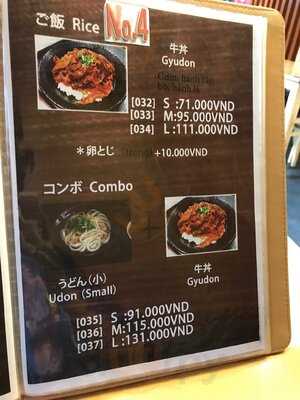 ご飯 Rice No.4
牛丼
Gyudon
[032] S :71.000VND
[033] M:95.000VND
[034] L:111.000VND
*卵とじ +10.000VND
コンボ Combo
+
うどん(小)
Udon (Small)
牛丼
Gyudon
[035] S :91.000VND
[036] M:115.000VND
[037] L:131.000VND